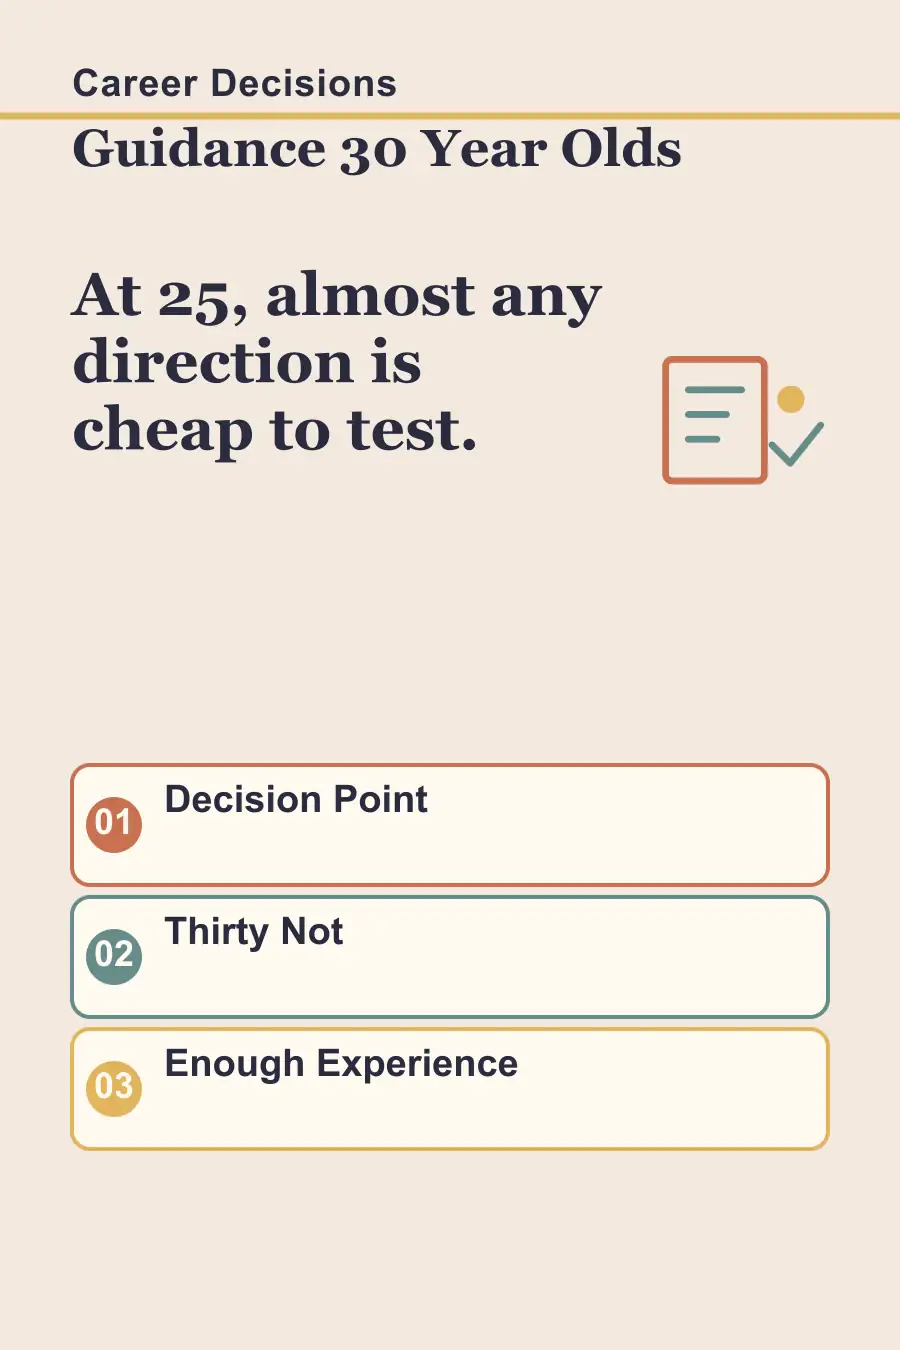 Career Decisions
Guidance 30 Year Olds
At 25, almost any
direction is
cheap to test.
01 Decision Point
02 Thirty Not
03 Enough Experience